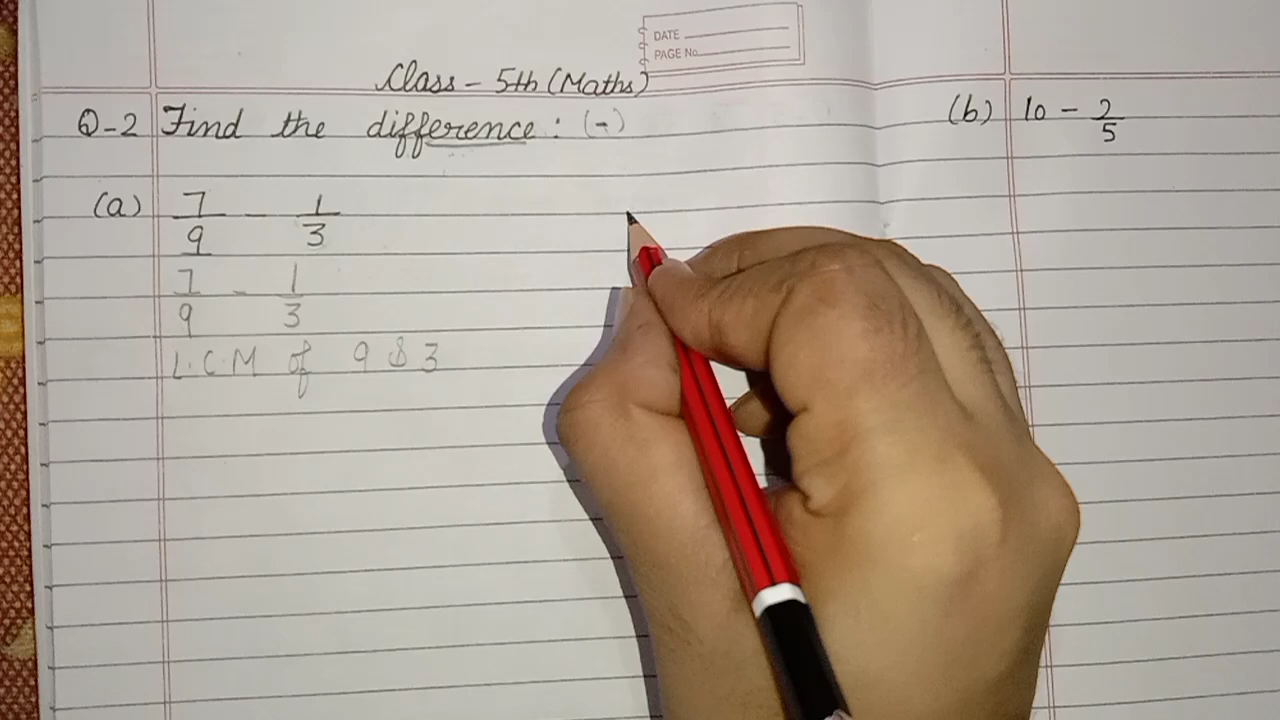 DATE
PAGE No.
Class - 5th (Maths)
Q-2 Find the difference : (-)
(a) 7/9 - 1/3
7/9 - 1/3
L.C.M of 9 & 3
(b) 10 - 2/5